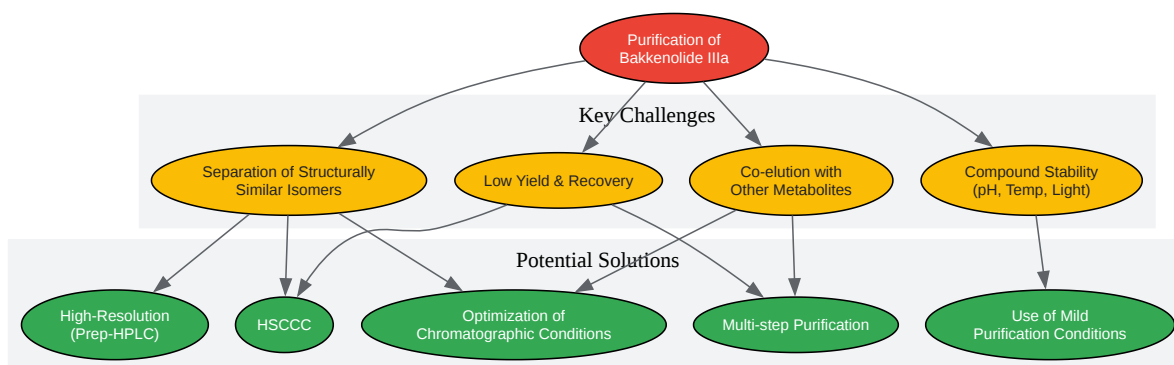 Purification of
Bakkenolide IIIa
Key Challenges
Separation of Structurally
Similar Isomers
Low Yield & Recovery
Co-elution with
Other Metabolites
Compound Stability
(pH, Temp, Light)
Potential Solutions
High-Resolution
(Prep-HPLC)
HSCCC
Optimization of
Chromatographic Conditions
Multi-step Purification
Use of Mild
Purification Conditions